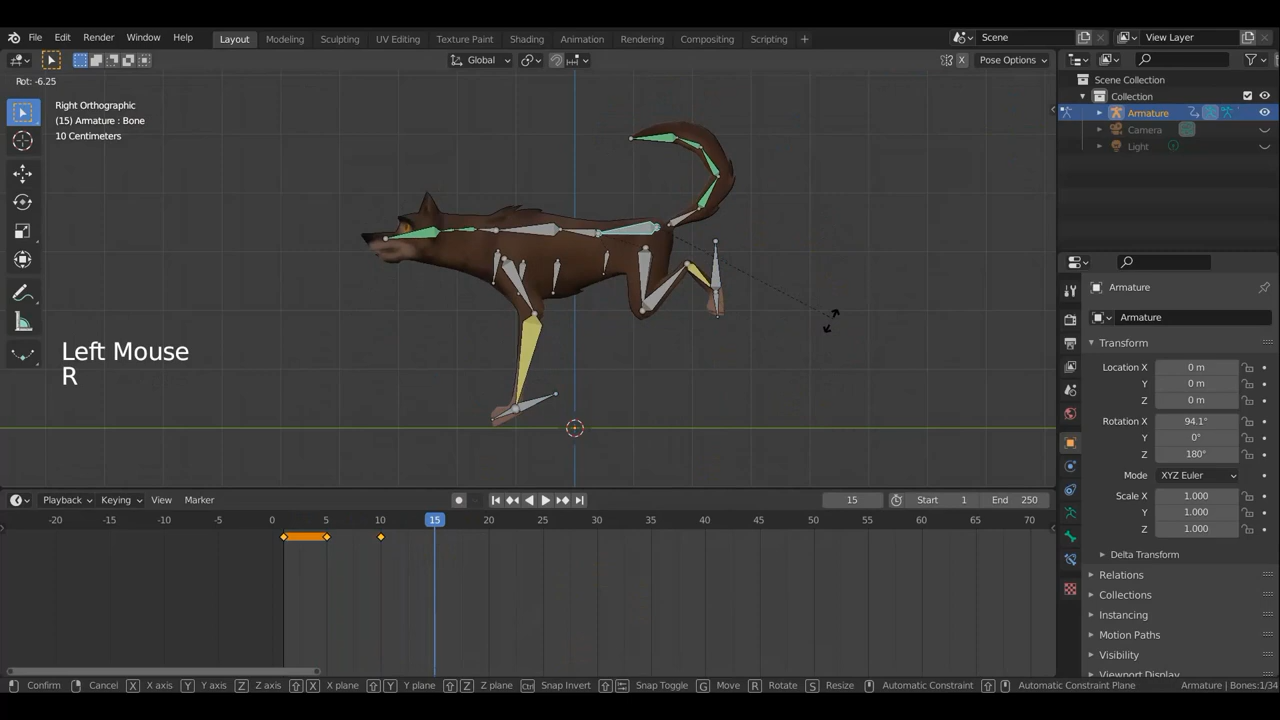 File Edit Render Window Help Layout Modeling Sculpting UV Editing Texture Paint Shading Animation Rendering Compositing Scripting + Scene View Layer
Global X Pose Options
Rot: -6.25
Right Orthographic
(15) Armature : Bone
10 Centimeters
Left Mouse
R
Scene Collection
Collection
Armature
Camera
Light
Armature
Armature
Transform
Location X 0 m
Y 0 m
Z 0 m
Rotation X 94.1°
Y 0°
Z 180°
Mode XYZ Euler
Scale X 1.000
Y 1.000
Z 1.000
Delta Transform
Relations
Collections
Instancing
Motion Paths
Visibility
Viewport Display
Playback Keying View Marker 15 Start 1 End 250
-20 -15 -10 -5 0 5 10 15 20 25 30 35 40 45 50 55 60 65 70
Confirm Cancel X X axis Y Y axis Z Z axis X X plane Y Y plane Z Z plane Ctrl Snap Invert Snap Toggle G Move R Rotate S Resize Automatic Constraint Automatic Constraint Plane Armature | Bones:1/34